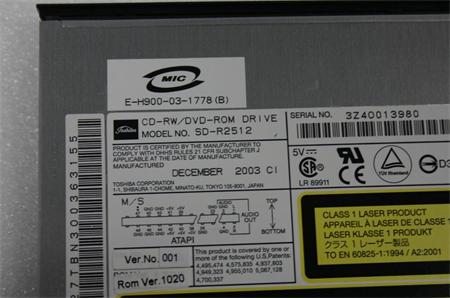 MIC
E-H900-03-1778 (B)
Toshiba
CD-RW/DVD-ROM DRIVE
MODEL NO. SD-R2512
SERIAL NO. 3Z40013980
PRODUCT IS CERTIFIED BY MANUFACTURER TO
COMPLY WITH DHHS RULES 21 CFR SUBCHAPTER J
APPLICABLE AT THE DATE OF MANUFACTURE.
DECEMBER 2003 CI
TOSHIBA CORPORATION
1-1, SHIBAURA 1-CHOME, MINATO-KU, TOKYO 105-8001, JAPAN
5V
LR 89911
TÜV Rheinland
M/S
AUDIO
AUDIO OUT
TOP
BOTTOM
ATAPI
Ver.No. 001
Rom Ver. 1020
This product is covered by one or
more of the following U.S.Patents.
4,495,474 4,575,835 4,937,803
4,949,323 4,955,010 5,067,128
4,700,337
CLASS 1 LASER PRODUCT
APPAREIL À LASER DE CLASSE 1
LASER KLASSE 1 PRODUKT
クラス 1 レーザー製品
TO EN 60825-1:1994 / A2:2001